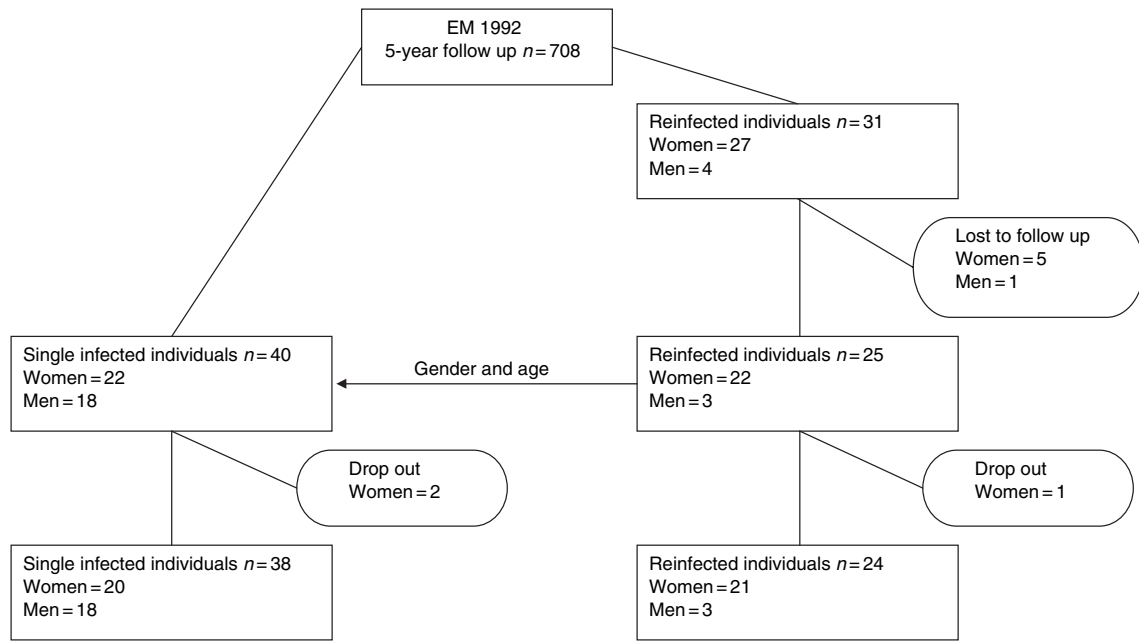 EM 1992
5-year follow up n = 708
Reinfected individuals n = 31
Women = 27
Men = 4
Lost to follow up
Women = 5
Men = 1
Single infected individuals n = 40
Women = 22
Men = 18
Gender and age
Reinfected individuals n = 25
Women = 22
Men = 3
Drop out
Women = 2
Drop out
Women = 1
Single infected individuals n = 38
Women = 20
Men = 18
Reinfected individuals n = 24
Women = 21
Men = 3